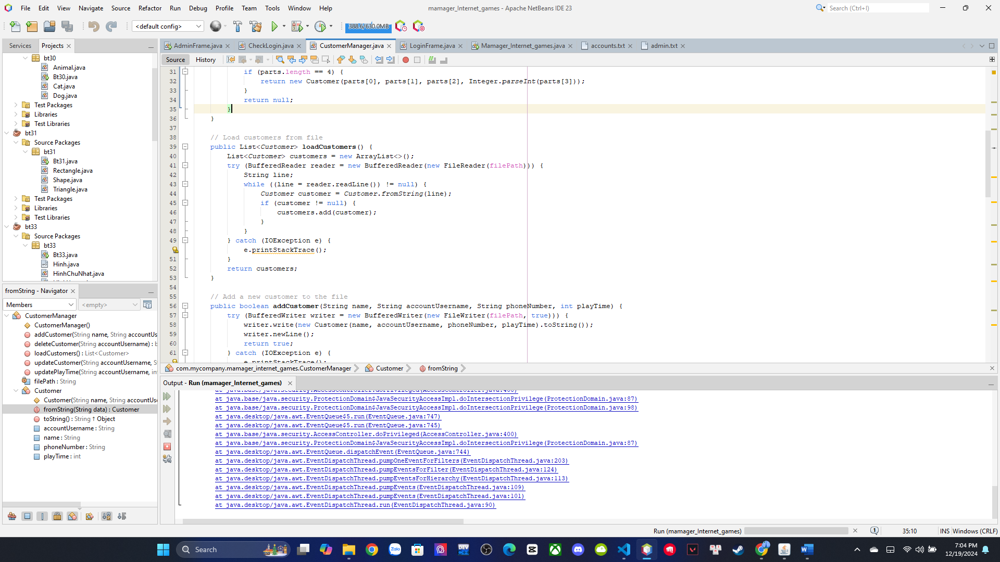 File Edit View Navigate Source Refactor Run Debug Profile Team Tools Window Help
mamager_Internet_games - Apache NetBeans IDE 23
Search (Ctrl+I)
<default config>
388.6/630.0MB
Services
Projects
AdminFrame.java
CheckLogin.java
CustomerManager.java
LoginFrame.java
Mamager_Internet_games.java
accounts.txt
admin.txt
bt30
Animal.java
Bt30.java
Cat.java
Dog.java
Test Packages
Libraries
Test Libraries
bt31
Source Packages
bt31
Bt31.java
Rectangle.java
Shape.java
Triangle.java
Test Packages
Libraries
Test Libraries
bt33
Source Packages
bt33
Bt33.java
Hinh.java
HinhChuNhat.java
Source History
31 if (parts.length == 4) {
32 return new Customer(parts[0], parts[1], parts[2], Integer.parseInt(parts[3]));
33 }
34 return null;
35 }
36 }
37
38 // Load customers from file
39 public List<Customer> loadCustomers() {
40 List<Customer> customers = new ArrayList<>();
41 try (BufferedReader reader = new BufferedReader(new FileReader(filePath))) {
42 String line;
43 while ((line = reader.readLine()) != null) {
44 Customer customer = Customer.fromString(line);
45 if (customer != null) {
46 customers.add(customer);
47 }
48 }
49 } catch (IOException e) {
e.printStackTrace();
51 }
52 return customers;
53 }
54
55 // Add a new customer to the file
56 public boolean addCustomer(String name, String accountUsername, String phoneNumber, int playTime) {
57 try (BufferedWriter writer = new BufferedWriter(new FileWriter(filePath, true))) {
58 writer.write(new Customer(name, accountUsername, phoneNumber, playTime).toString());
59 writer.newLine();
60 return true;
61 } catch (IOException e) {
e.printStackTrace();
com.mycompany.mamager_internet_games.CustomerManager
Customer
fromString
fromString - Navigator
Members
<empty>
CustomerManager
CustomerManager()
addCustomer(String name, String accountUs
deleteCustomer(String accountUsername) : b
loadCustomers() : List<Customer>
updateCustomer(String accountUsername, S
updatePlayTime(String accountUsername, in
filePath : String
Customer
Customer(String name, String accountUse
fromString(String data) : Customer
toString() : String ↑ Object
accountUsername : String
name : String
phoneNumber : String
playTime : int
Output - Run (mamager_Internet_games)
at java.base/java.security.AccessController.doPrivileged(AccessController.java:400)
at java.base/java.security.ProtectionDomain$JavaSecurityAccessImpl.doIntersectionPrivilege(ProtectionDomain.java:87)
at java.base/java.security.ProtectionDomain$JavaSecurityAccessImpl.doIntersectionPrivilege(ProtectionDomain.java:98)
at java.desktop/java.awt.EventQueue$5.run(EventQueue.java:747)
at java.desktop/java.awt.EventQueue$5.run(EventQueue.java:745)
at java.base/java.security.AccessController.doPrivileged(AccessController.java:400)
at java.base/java.security.ProtectionDomain$JavaSecurityAccessImpl.doIntersectionPrivilege(ProtectionDomain.java:87)
at java.desktop/java.awt.EventQueue.dispatchEvent(EventQueue.java:744)
at java.desktop/java.awt.EventDispatchThread.pumpOneEventForFilters(EventDispatchThread.java:203)
at java.desktop/java.awt.EventDispatchThread.pumpEventsForFilter(EventDispatchThread.java:124)
at java.desktop/java.awt.EventDispatchThread.pumpEventsForHierarchy(EventDispatchThread.java:113)
at java.desktop/java.awt.EventDispatchThread.pumpEvents(EventDispatchThread.java:109)
at java.desktop/java.awt.EventDispatchThread.pumpEvents(EventDispatchThread.java:101)
at java.desktop/java.awt.EventDispatchThread.run(EventDispatchThread.java:90)
Run (mamager_Internet_games)
1
35:10
INS
Windows (CRLF)
Search
Zalo
DEV
7:04 PM
12/19/2024